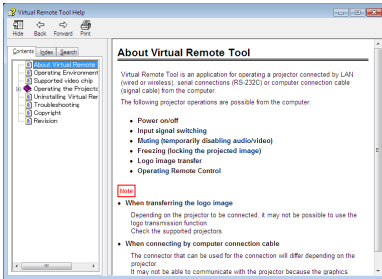 Virtual Remote Tool Help
Hide Back Forward Print
Contents Index Search
About Virtual Remote
Operating Environment
Supported video chip
Operating the Projecto
Uninstalling Virtual Rer
Troubleshooting
Copyright
Revision
About Virtual Remote Tool
Virtual Remote Tool is an application for operating a projector connected by LAN
(wired or wireless), serial connections (RS-232C) or computer connection cable
(signal cable) from the computer.
The following projector operations are possible from the computer.
• Power on/off
• Input signal switching
• Muting (temporarily disabling audio/video)
• Freezing (locking the projected image)
• Logo image transfer
• Operating Remote Control
Note
• When transferring the logo image
Depending on the projector to be connected, it may not be possible to use the
logo transmission function.
Check the supported projectors.
• When connecting by computer connection cable
The connector that can be used for the connection will differ depending on the
projector.
It may not be able to communicate with the projector because the graphics